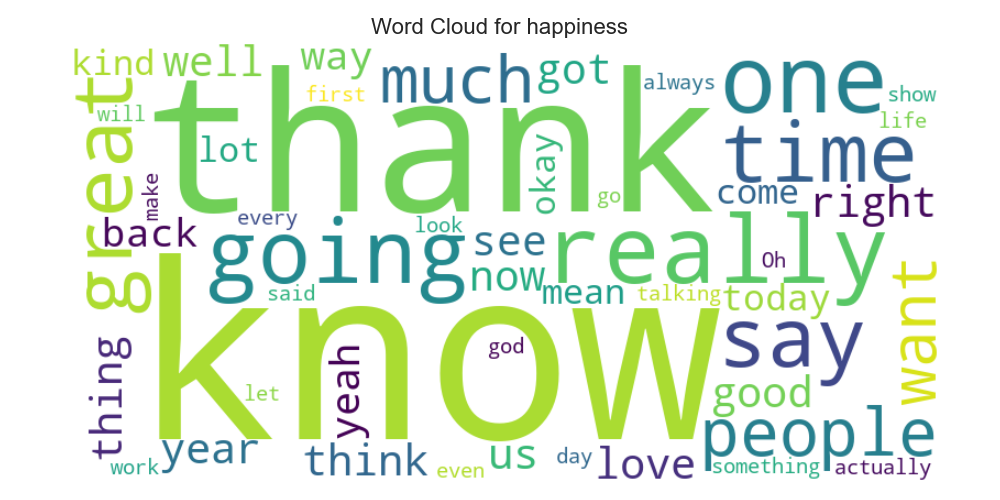 Word Cloud for happiness
kind
well
way
much
got
always
one
show
will
first
thank
life
great
lot
okay
time
make
go
come
right
back
every
look
going
see
really
Oh
now
said
mean
talking
today
want
know
say
thing
yeah
god
let
good
people
year
think
us
day
love
work
even
something
actually